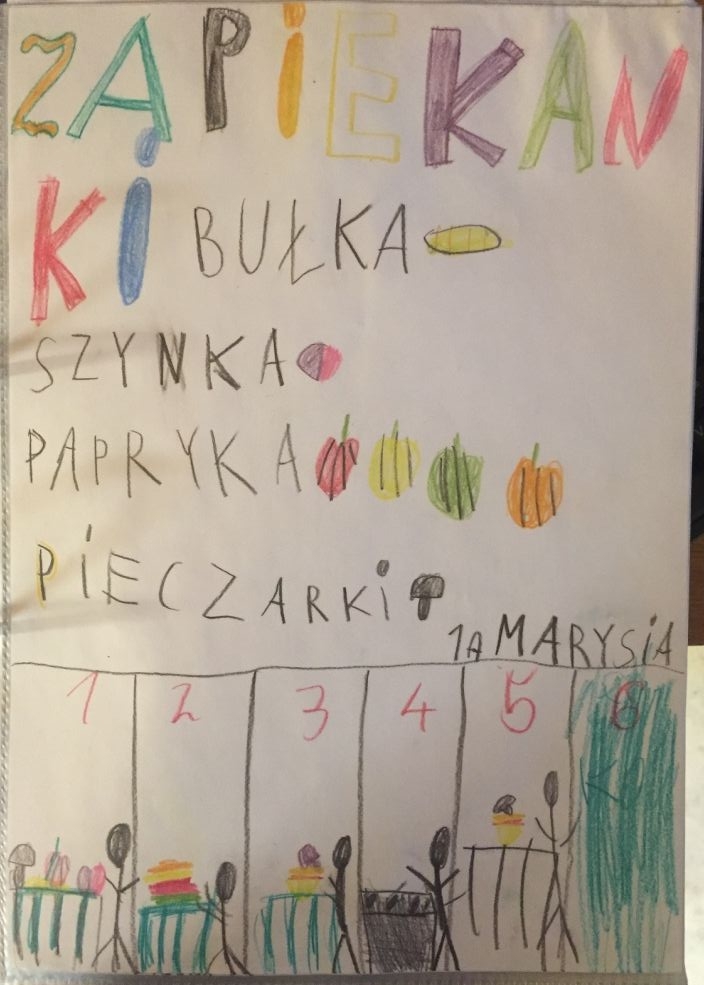 ZAPiEKAN
Ki BUŁKA
SZYNKA
PAPRYKA
PiECZARKi
1A MARYSiA
1 2 3 4 5 6